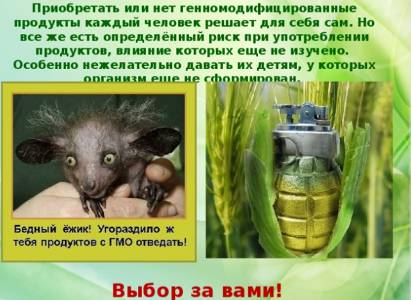 Приобретать или нет генномодифицированные
продукты каждый человек решает для себя сам. Но
все же есть определённый риск при употреблении
продуктов, влияние которых еще не изучено.
Особенно нежелательно давать их детям, у которых
организм еще не сформирован.
Бедный ёжик! Угораздило ж
тебя продуктов с ГМО отведать!
Выбор за вами!